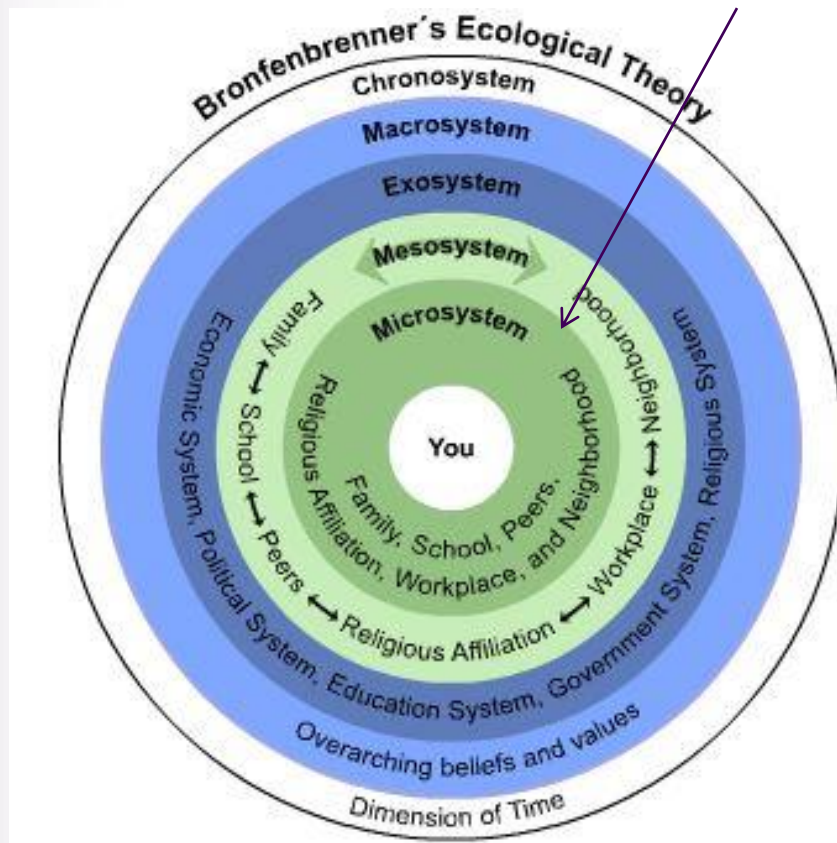 Bronfenbrenner´s Ecological Theory
Chronosystem
Macrosystem
Exosystem
Mesosystem
Microsystem
You
Family, School, Peers,
Religious Affiliation, Workplace, and Neighborhood
Family ↔ School ↔ Peers ↔ Religious Affiliation ↔ Workplace ↔ Neighborhood
Economic System, Political System, Education System, Government System, Religious System
Overarching beliefs and values
Dimension of Time